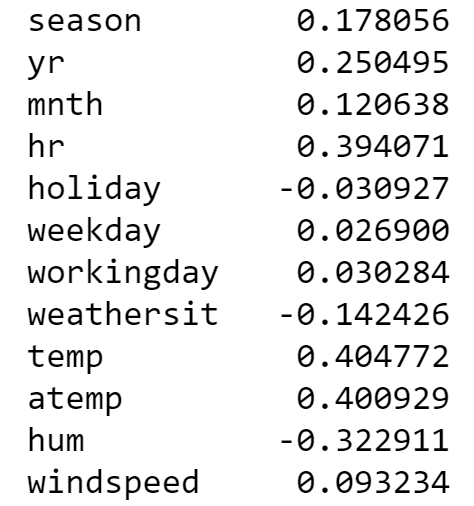 season 0.178056
yr 0.250495
mnth 0.120638
hr 0.394071
holiday -0.030927
weekday 0.026900
workingday 0.030284
weathersit -0.142426
temp 0.404772
atemp 0.400929
hum -0.322911
windspeed 0.093234